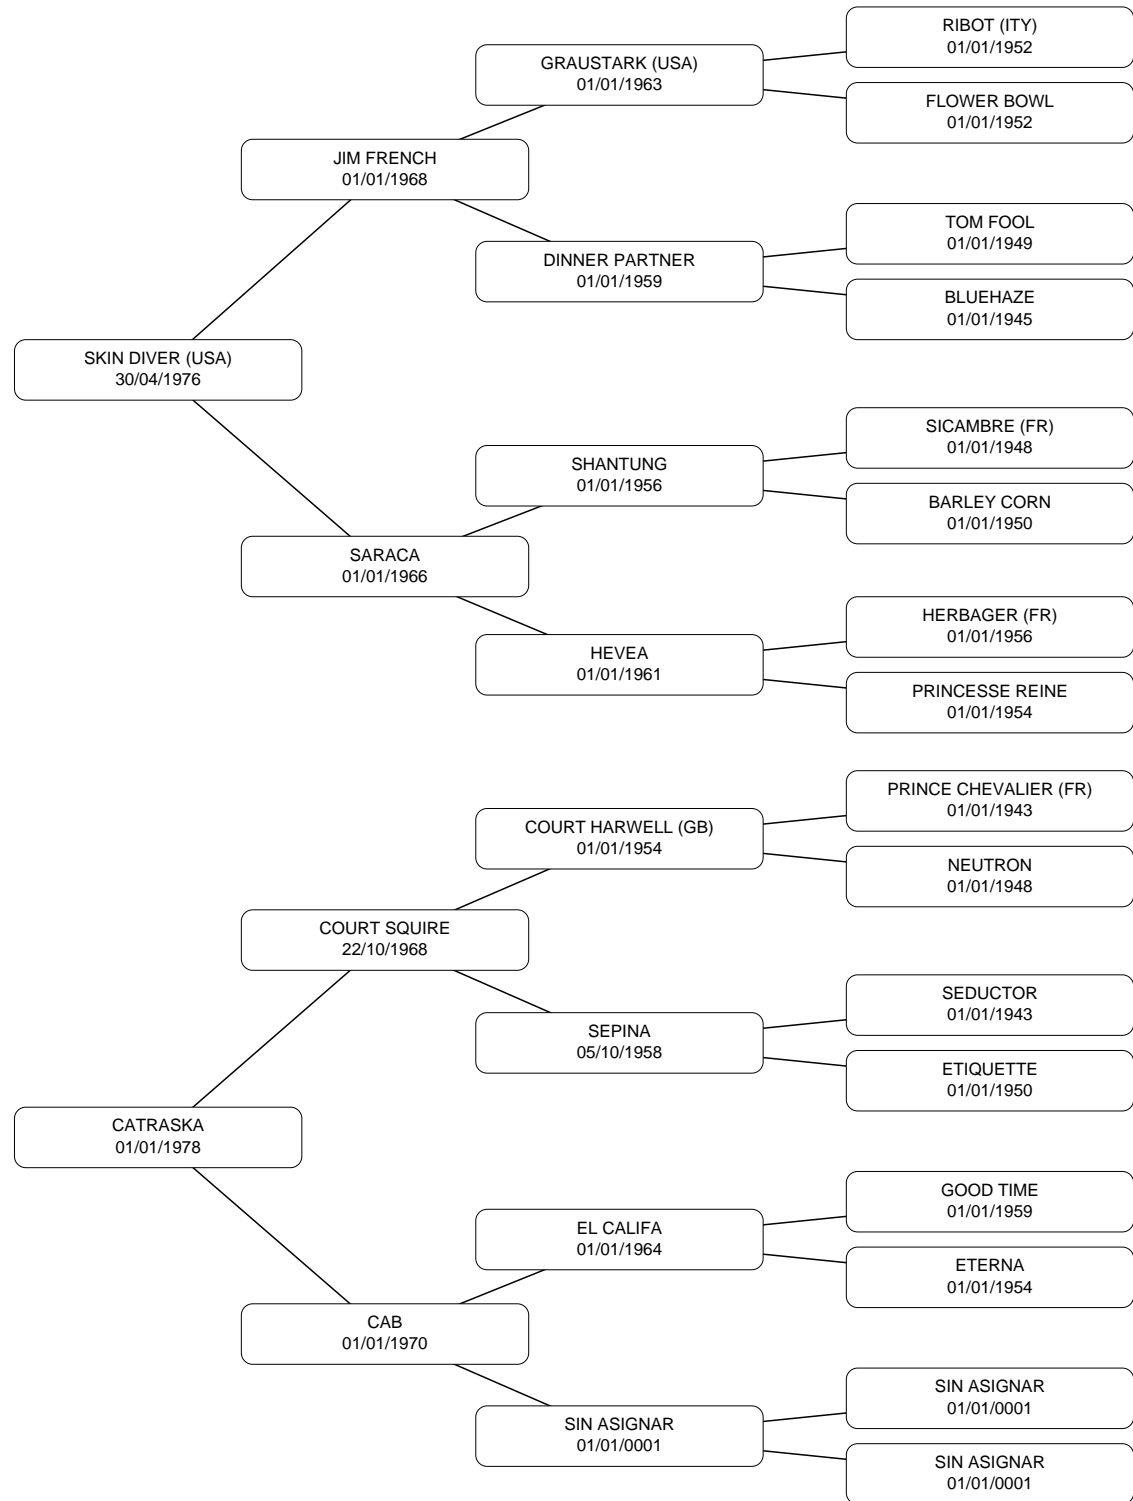 RIBOT (ITY)
01/01/1952
GRAUSTARK (USA)
01/01/1963
FLOWER BOWL
01/01/1952
JIM FRENCH
01/01/1968
TOM FOOL
01/01/1949
DINNER PARTNER
01/01/1959
BLUEHAZE
01/01/1945
SKIN DIVER (USA)
30/04/1976
SICAMBRE (FR)
01/01/1948
SHANTUNG
01/01/1956
BARLEY CORN
01/01/1950
SARACA
01/01/1966
HERBAGER (FR)
01/01/1956
HEVEA
01/01/1961
PRINCESSE REINE
01/01/1954
PRINCE CHEVALIER (FR)
01/01/1943
COURT HARWELL (GB)
01/01/1954
NEUTRON
01/01/1948
COURT SQUIRE
22/10/1968
SEDUCTOR
01/01/1943
SEPINA
05/10/1958
ETIQUETTE
01/01/1950
CATRASKA
01/01/1978
GOOD TIME
01/01/1959
EL CALIFA
01/01/1964
ETERNA
01/01/1954
CAB
01/01/1970
SIN ASIGNAR
01/01/0001
SIN ASIGNAR
01/01/0001
SIN ASIGNAR
01/01/0001